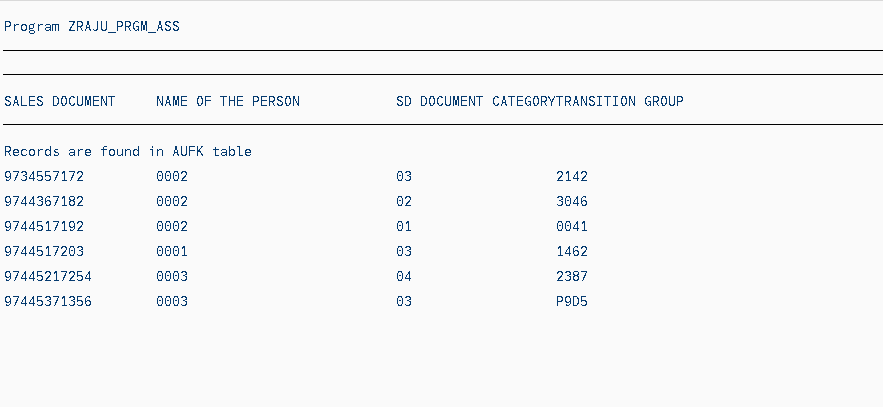 Program ZRAJU_PRGM_ASS
SALES DOCUMENT NAME OF THE PERSON SD DOCUMENT CATEGORYTRANSITION GROUP
Records are found in AUFK table
9734557172 0002 03 2142
9744367182 0002 02 3046
9744517192 0002 01 0041
9744517203 0001 03 1462
97445217254 0003 04 2387
97445371356 0003 03 P9D5